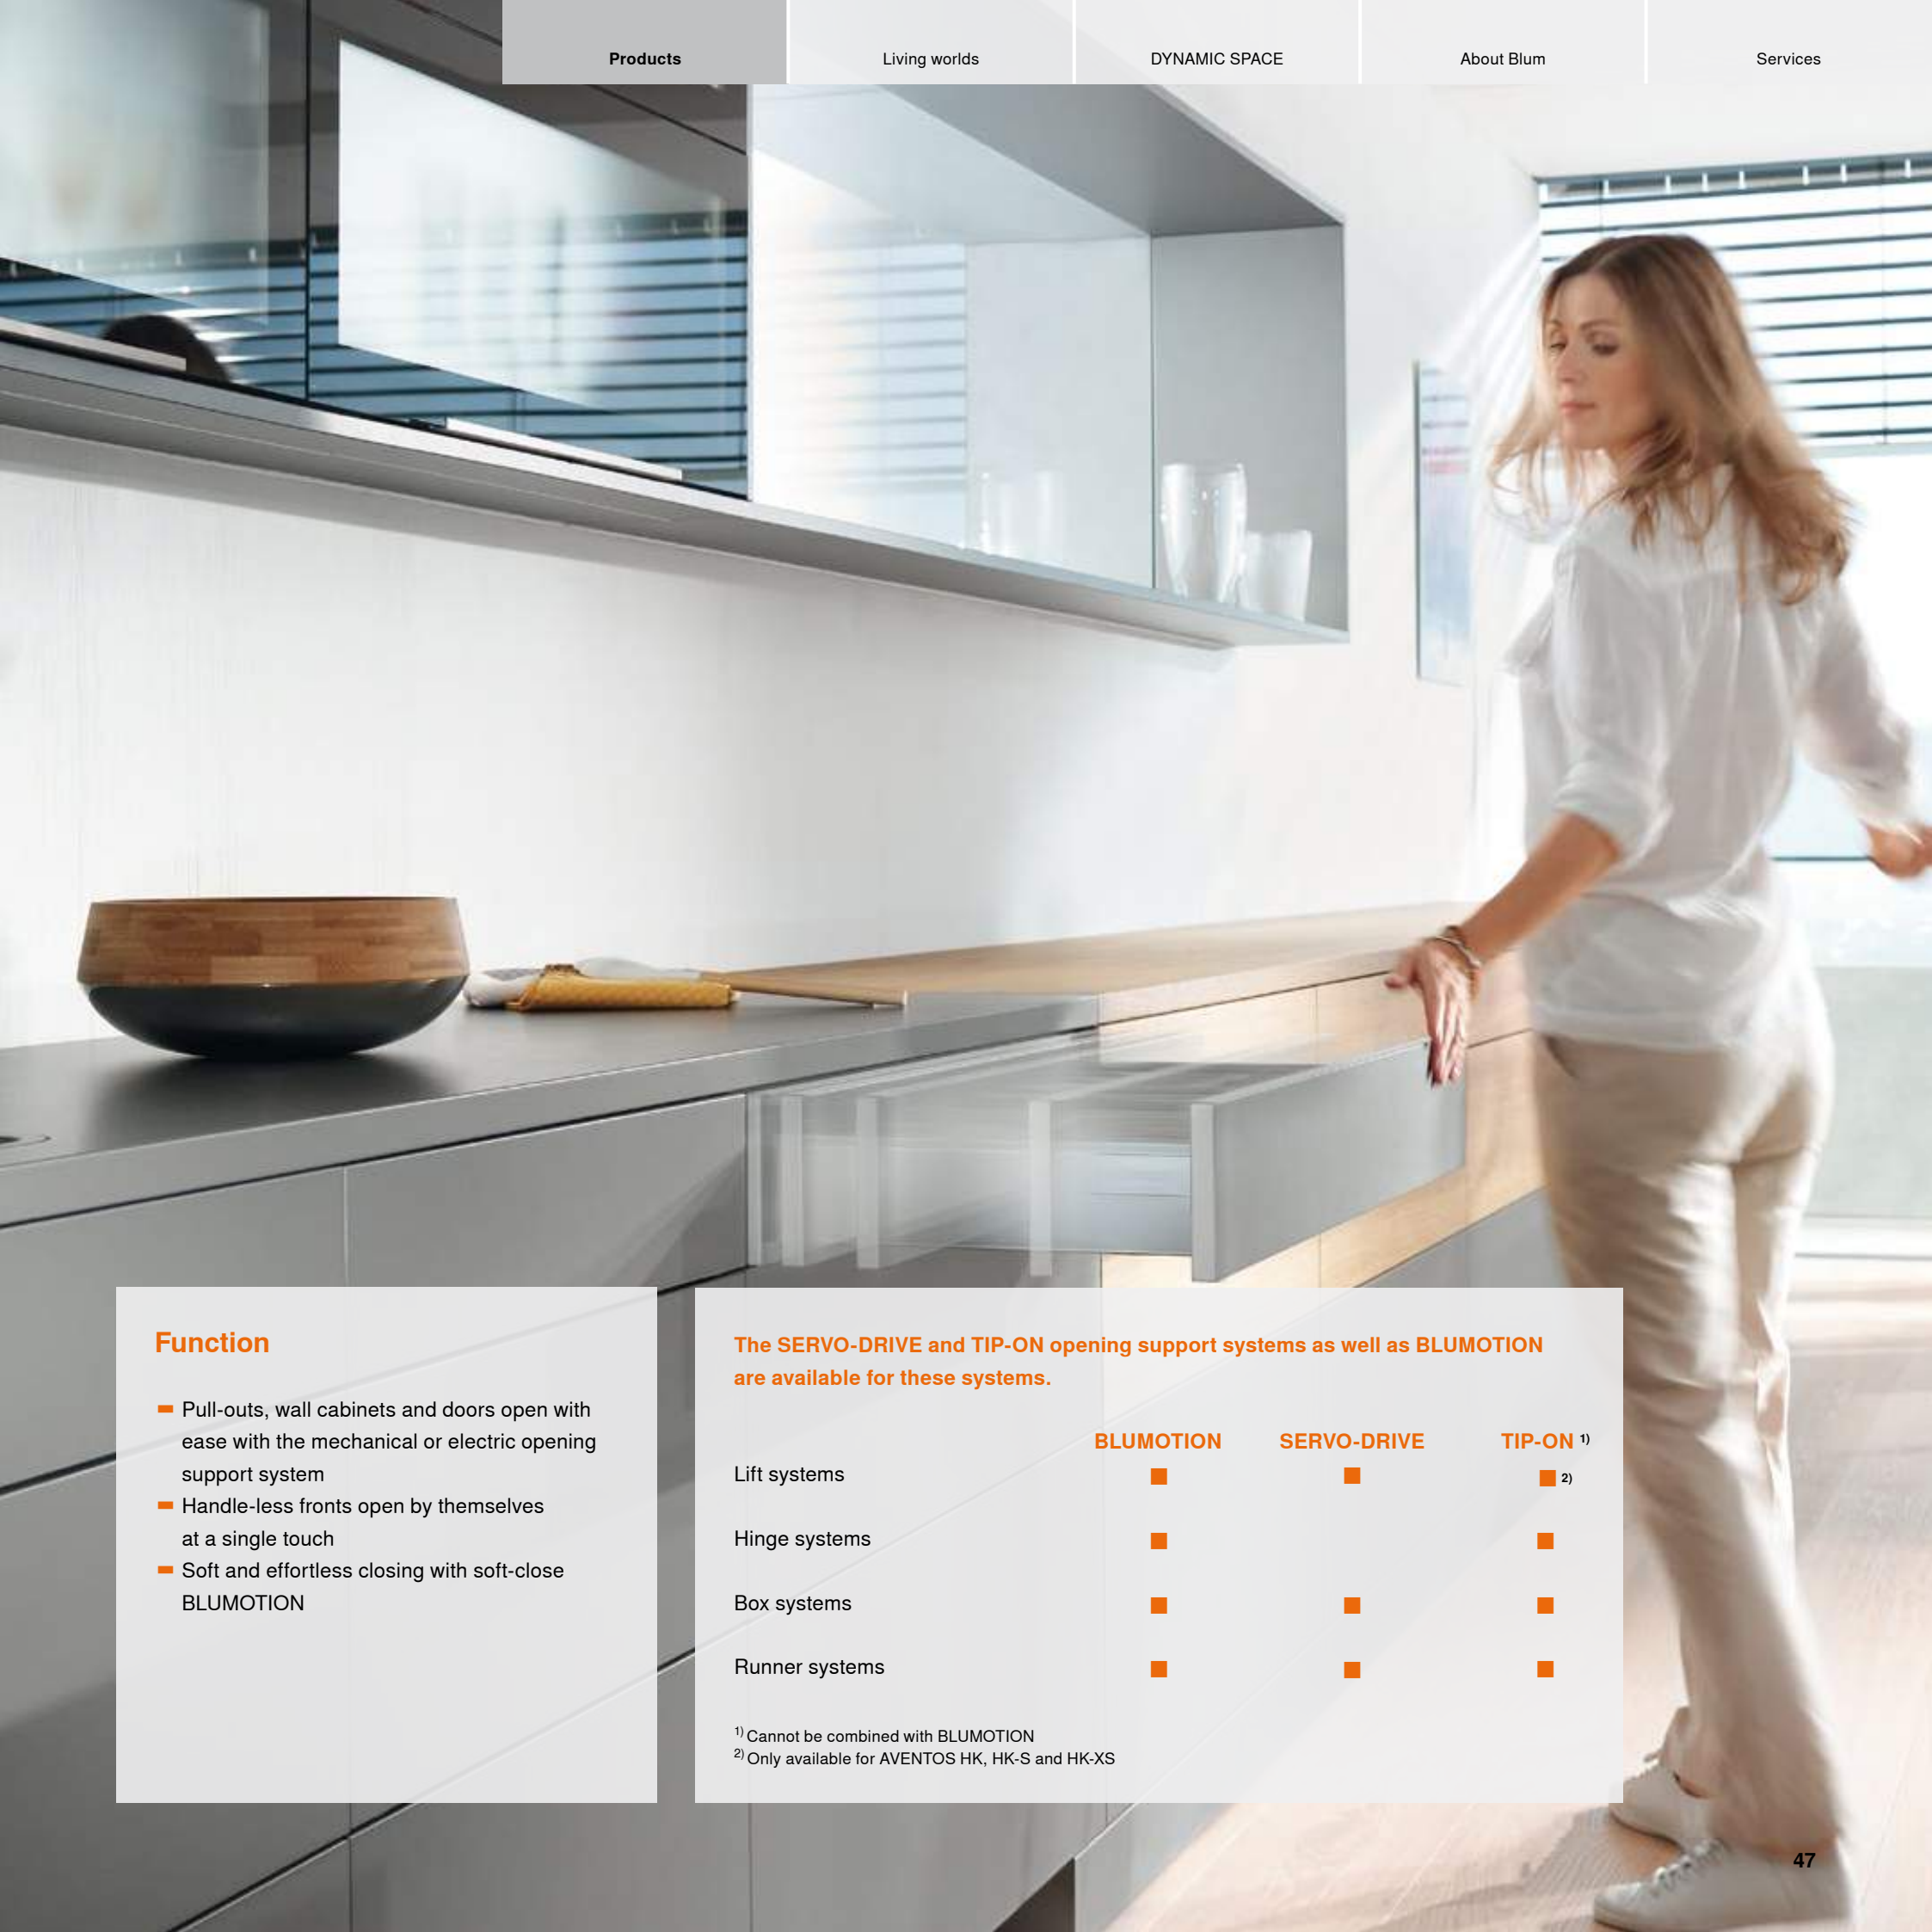 Products
Living worlds
DYNAMIC SPACE
About Blum
Services
Function
Pull-outs, wall cabinets and doors open with
ease with the mechanical or electric opening
support system
Handle-less fronts open by themselves
at a single touch
Soft and effortless closing with soft-close
BLUMOTION
The SERVO-DRIVE and TIP-ON opening support systems as well as BLUMOTION
are available for these systems.
BLUMOTION SERVO-DRIVE TIP-ON 1)
Lift systems ■ ■ ■ 2)
Hinge systems ■ ■
Box systems ■ ■ ■
Runner systems ■ ■ ■
1) Cannot be combined with BLUMOTION
2) Only available for AVENTOS HK, HK-S and HK-XS
47